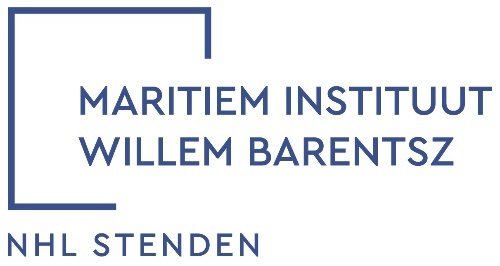 MARITIEM INSTITUUT
WILLEM BARENTSZ
NHL STENDEN